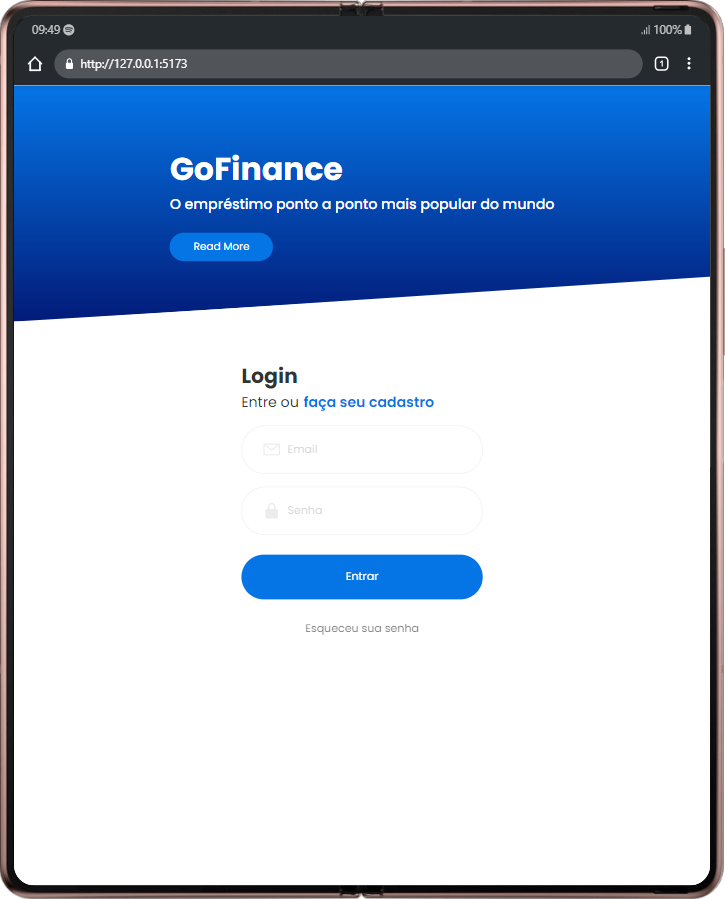 09:49
100%
http://127.0.0.1:5173
1
GoFinance
O empréstimo ponto a ponto mais popular do mundo
Read More
Login
Entre ou faça seu cadastro
Email
Senha
Entrar
Esqueceu sua senha